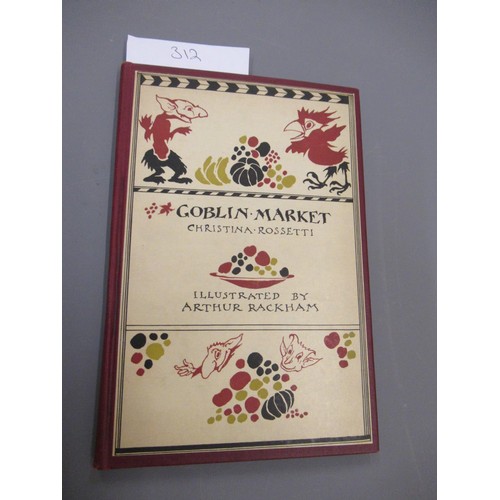 312
GOBLIN·MARKET
CHRISTINA·ROSSETTI
ILLUSTRATED BY
ARTHUR RACKHAM